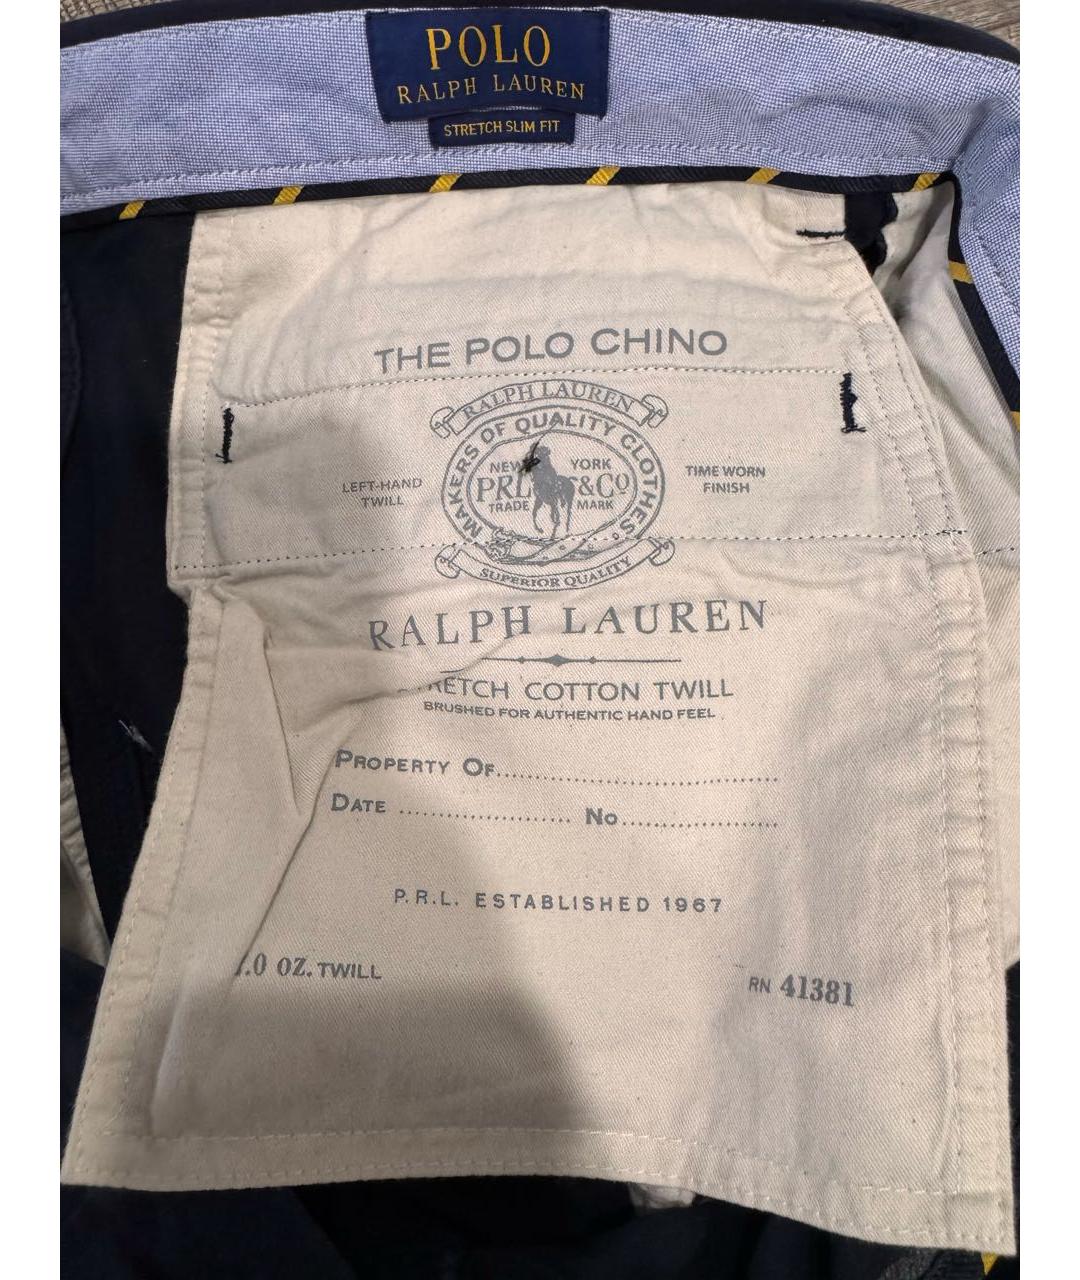 POLO
RALPH LAUREN
STRETCH SLIM FIT
THE POLO CHINO
RALPH LAUREN
MAKERS OF QUALITY CLOTHES
NEW YORK
PRL &Co
TRADE MARK
LEFT-HAND
TWILL
TIME WORN
FINISH
SUPERIOR QUALITY
RALPH LAUREN
COTTON TWILL
BRUSHED FOR AUTHENTIC HAND FEEL
PROPERTY OF
DATE No
P.R.L. ESTABLISHED 1967
.0 OZ. TWILL
RN 41381